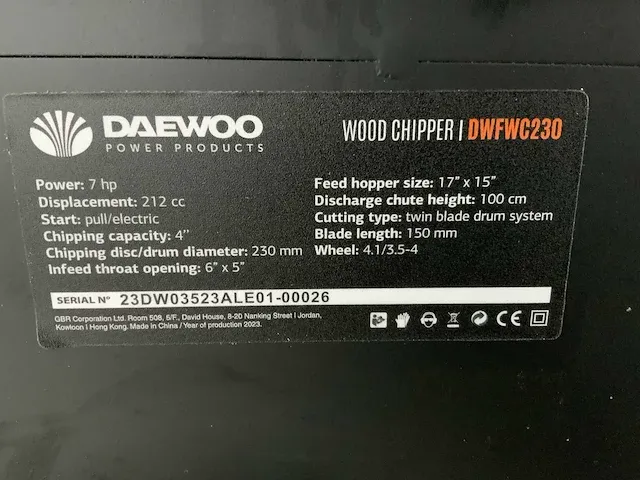 DAEWOO
POWER PRODUCTS
WOOD CHIPPER | DWFWC230
Power: 7 hp
Displacement: 212 cc
Start: pull/electric
Chipping capacity: 4”
Chipping disc/drum diameter: 230 mm
Infeed throat opening: 6” x 5”
Feed hopper size: 17” x 15”
Discharge chute height: 100 cm
Cutting type: twin blade drum system
Blade length: 150 mm
Wheel: 4.1/3.5-4
SERIAL N° 23DW03523ALE01-00026
GBR Corporation Ltd. Room 508, 5/F., David House, 8-20 Nanking Street | Jordan,
Kowloon | Hong Kong. Made in China / Year of production 2023.
CE